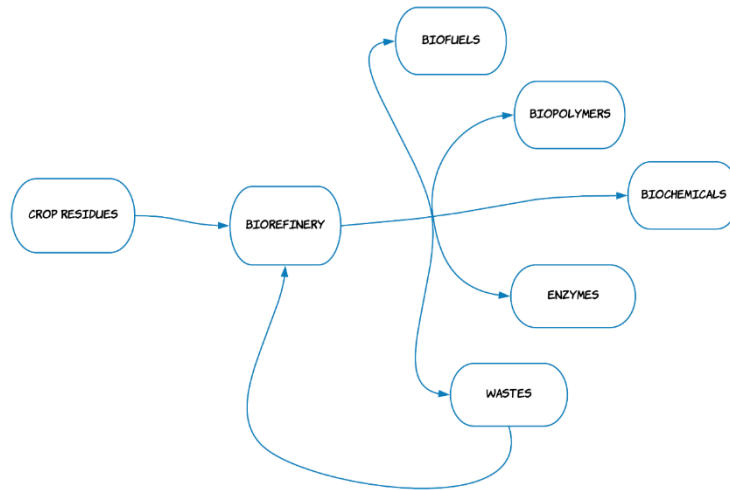 BIOFUELS
BIOPOLYMERS
BIOCHEMICALS
CROP RESIDUES
BIOREFINERY
ENZYMES
WASTES